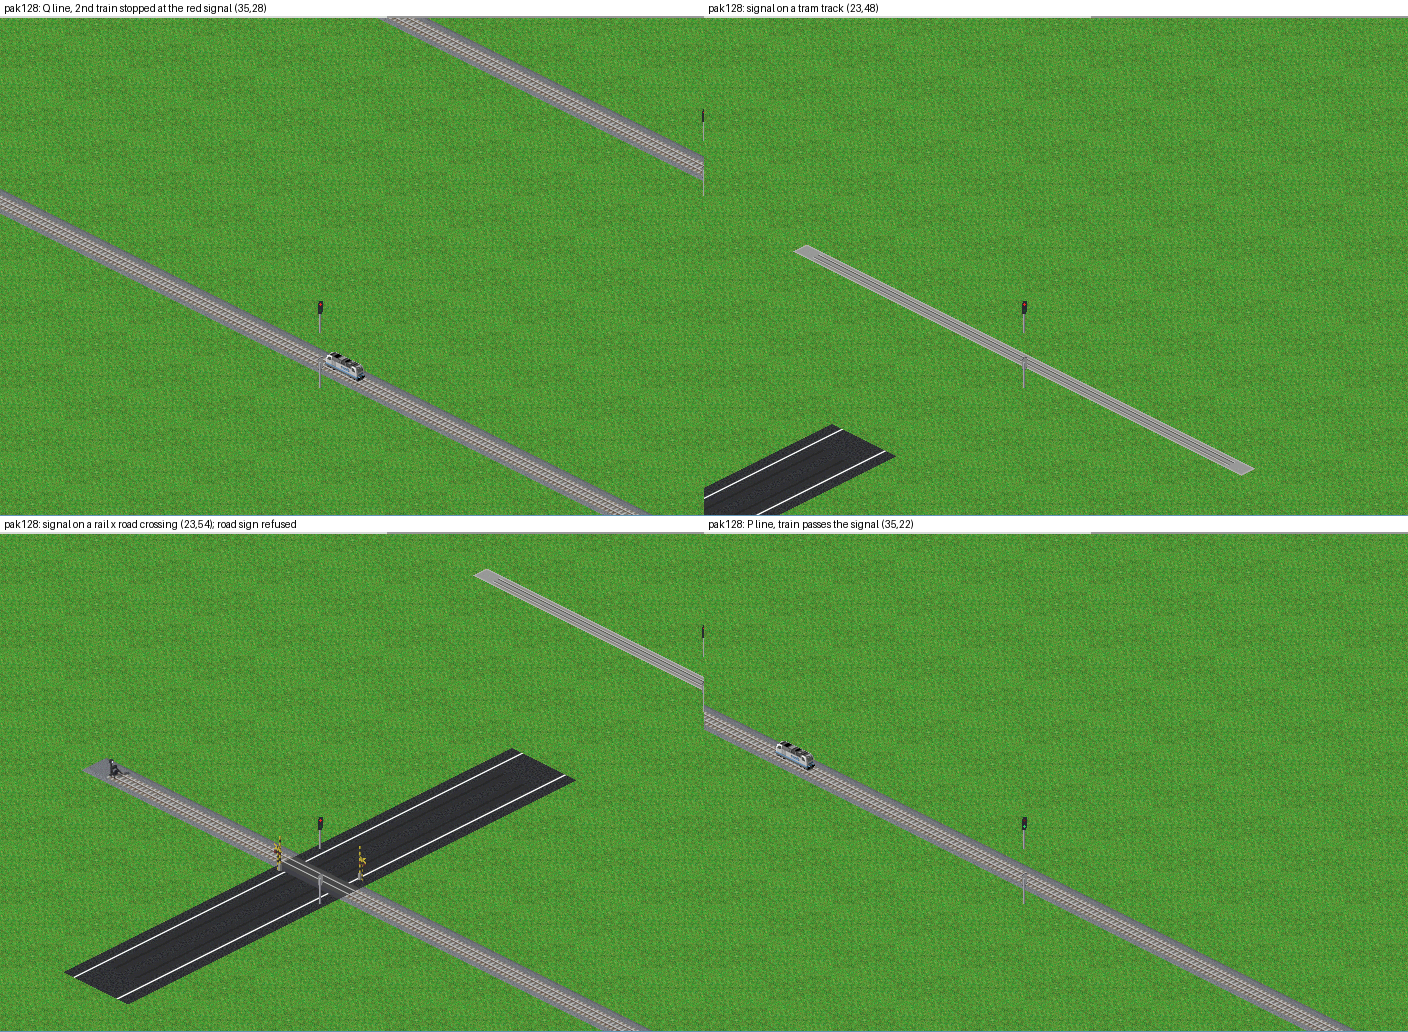 pak128: Q line, 2nd train stopped at the red signal (35,28)
pak128: signal on a tram track (23,48)
pak128: signal on a rail x road crossing (23,54); road sign refused
pak128: P line, train passes the signal (35,22)